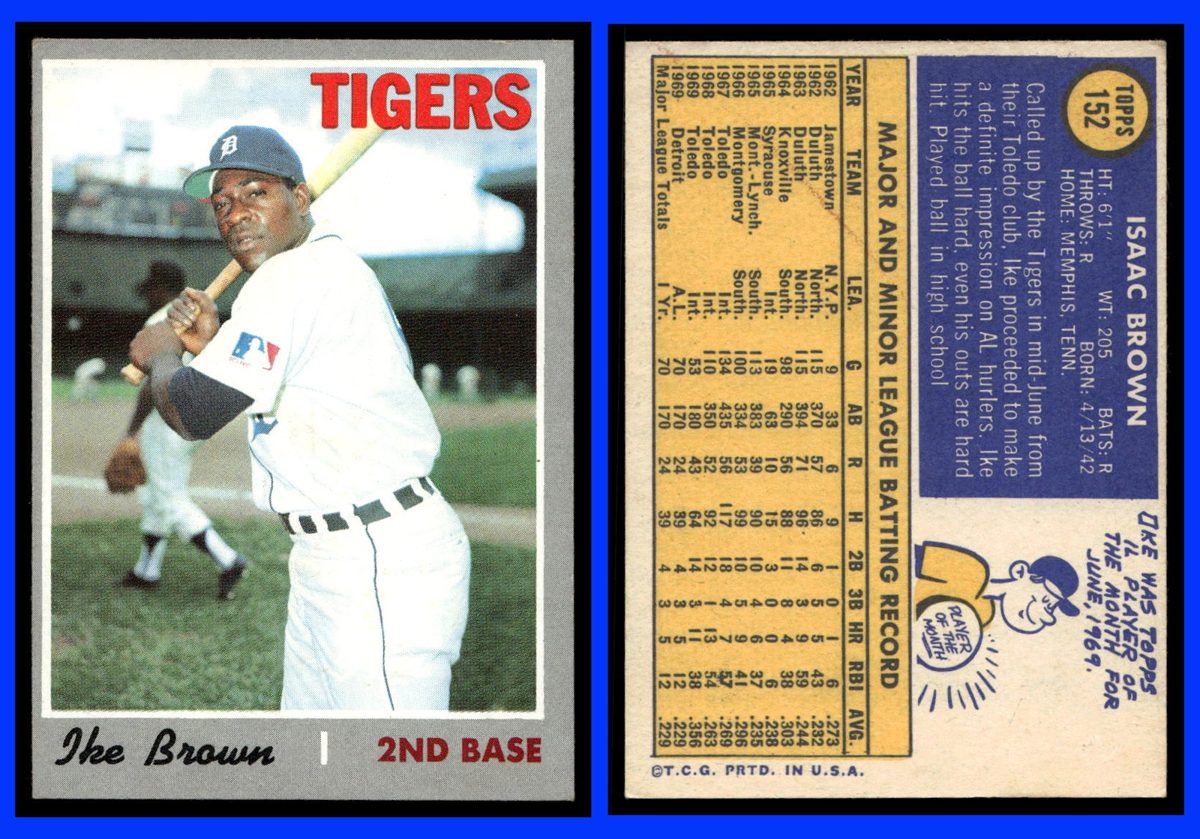 TIGERS
Ike Brown | 2ND BASE
TOPPS
152
ISAAC BROWN
HT: 6'1" WT: 205 BATS: R
THROWS: R BORN: 4/13/42
HOME: MEMPHIS, TENN.
Called up by the Tigers in mid-June from
their Toledo club, Ike proceeded to make
a definite impression on AL hurlers. Ike
hits the ball hard, even his outs are hard
hit. Played ball in high school
IKE WAS TOPPS
IL PLAYER OF
THE MONTH FOR
JUNE, 1969.
PLAYER
OF THE
MONTH
MAJOR AND MINOR LEAGUE BATTING RECORD
YEAR TEAM LEA. G AB R H 2B 3B HR RBI AVG.
1962 Jamestown N.Y.P. 9 33 6 9 1 0 1 6 .273
1962 Duluth North. 115 370 57 86 11 5 5 43 .232
1963 Duluth North. 115 394 71 96 14 4 9 59 .244
1964 Knoxville South. 98 290 56 88 11 8 4 38 .303
1965 Syracuse Int. 19 63 10 15 3 0 0 6 .238
1965 Mont.-Lynch. South. 113 383 39 90 10 4 6 37 .235
1966 Montgomery South. 100 334 53 99 10 5 9 41 .296
1967 Toledo Int. 134 435 56 117 18 4 11 57 .269
1968 Toledo Int. 110 350 52 92 7 1 13 54 .263
1969 Toledo Int. 53 180 43 64 12 1 11 38 .356
1969 Detroit A.L. 70 170 24 39 4 3 5 12 .229
Major League Totals 1 Yr. 70 170 24 39 4 3 5 12 .229
©T.C.G. PRTD. IN U.S.A.